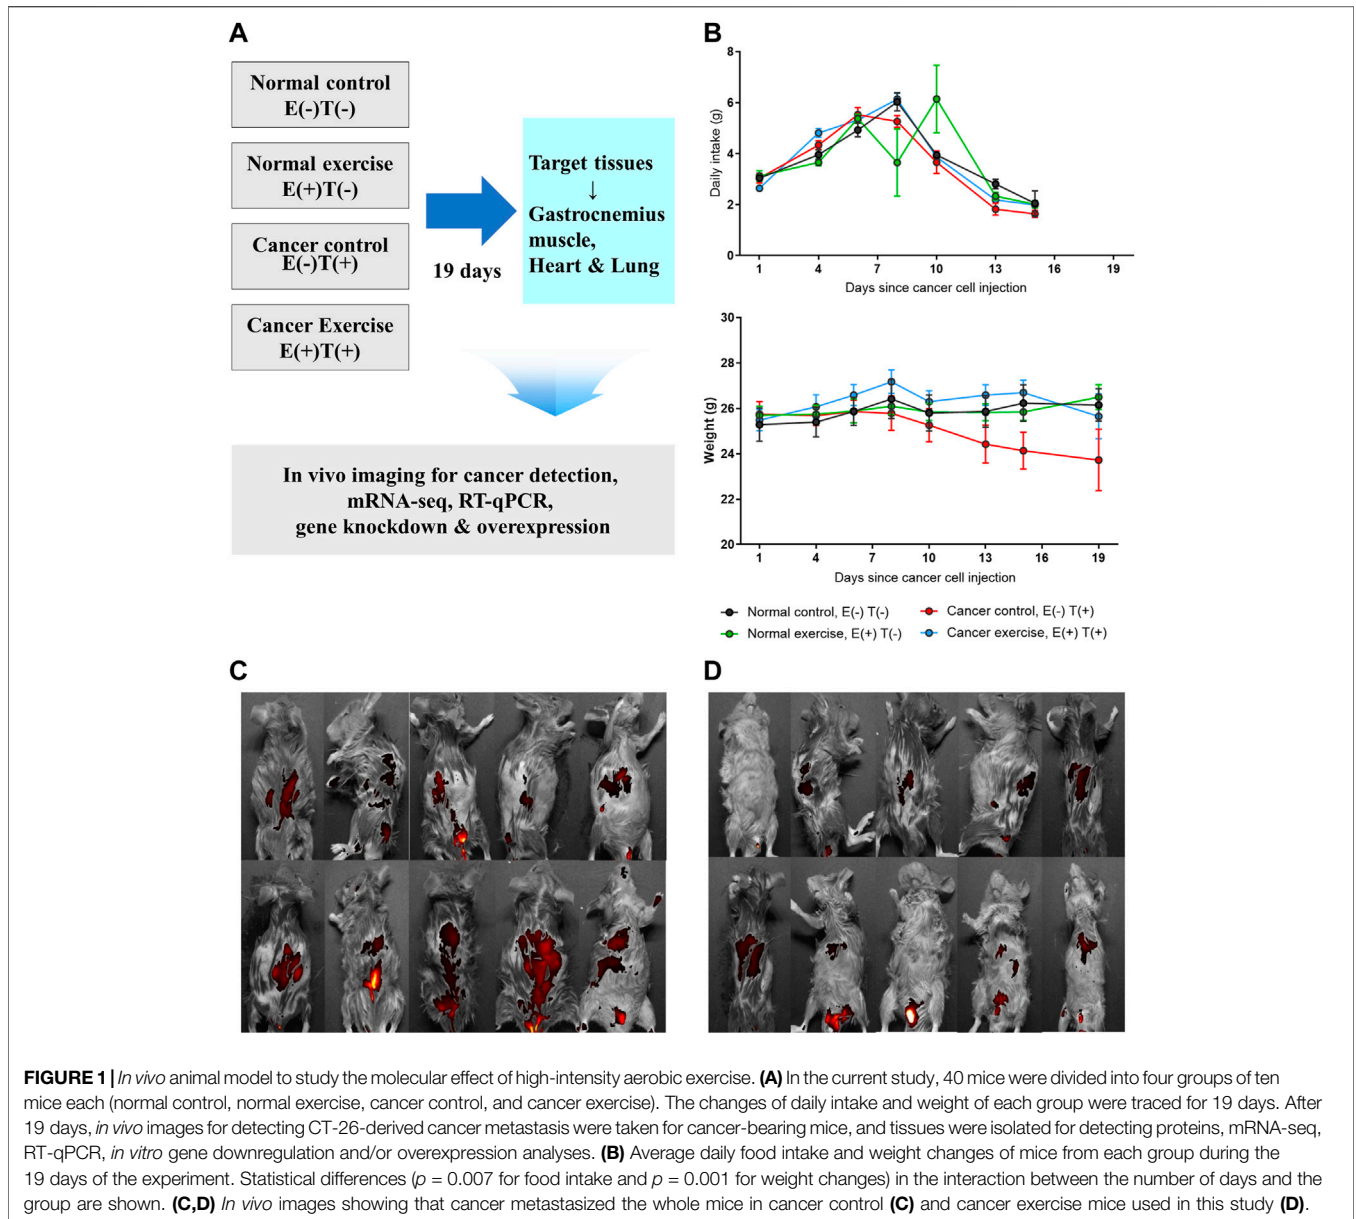 A
Normal control
E(-)T(-)
Normal exercise
E(+)T(-)
Cancer control
E(-)T(+)
Cancer Exercise
E(+)T(+)
19 days
Target tissues
↓
Gastrocnemius
muscle,
Heart & Lung
In vivo imaging for cancer detection,
mRNA-seq, RT-qPCR,
gene knockdown & overexpression
B
Daily intake (g)
8
6
4
2
0
1 4 7 10 13 16 19
Days since cancer cell injection
Weight (g)
30
28
26
24
22
20
1 4 7 10 13 16 19
Days since cancer cell injection
Normal control, E(-) T(-)
Cancer control, E(-) T(+)
Normal exercise, E(+) T(-)
Cancer exercise, E(+) T(+)
C
D
FIGURE 1 | In vivo animal model to study the molecular effect of high-intensity aerobic exercise. (A) In the current study, 40 mice were divided into four groups of ten
mice each (normal control, normal exercise, cancer control, and cancer exercise). The changes of daily intake and weight of each group were traced for 19 days. After
19 days, in vivo images for detecting CT-26-derived cancer metastasis were taken for cancer-bearing mice, and tissues were isolated for detecting proteins, mRNA-seq,
RT-qPCR, in vitro gene downregulation and/or overexpression analyses. (B) Average daily food intake and weight changes of mice from each group during the
19 days of the experiment. Statistical differences (p = 0.007 for food intake and p = 0.001 for weight changes) in the interaction between the number of days and the
group are shown. (C,D) In vivo images showing that cancer metastasized the whole mice in cancer control (C) and cancer exercise mice used in this study (D).